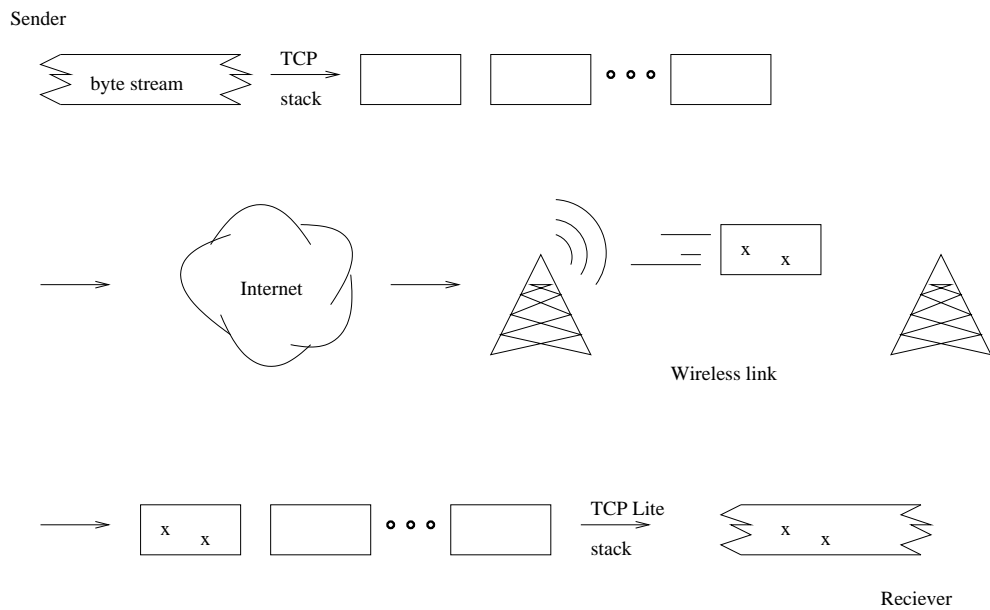 Sender
byte stream
TCP
stack
Internet
x
x
Wireless link
x
x
TCP Lite
stack
x
x
Reciever